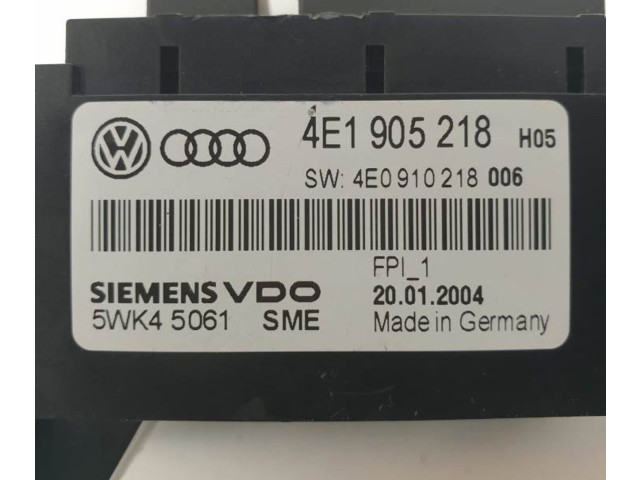 4E1 905 218 H05
SW: 4E0 910 218 006
FPI_1
SIEMENS VDO 20.01.2004
5WK4 5061 SME Made in Germany